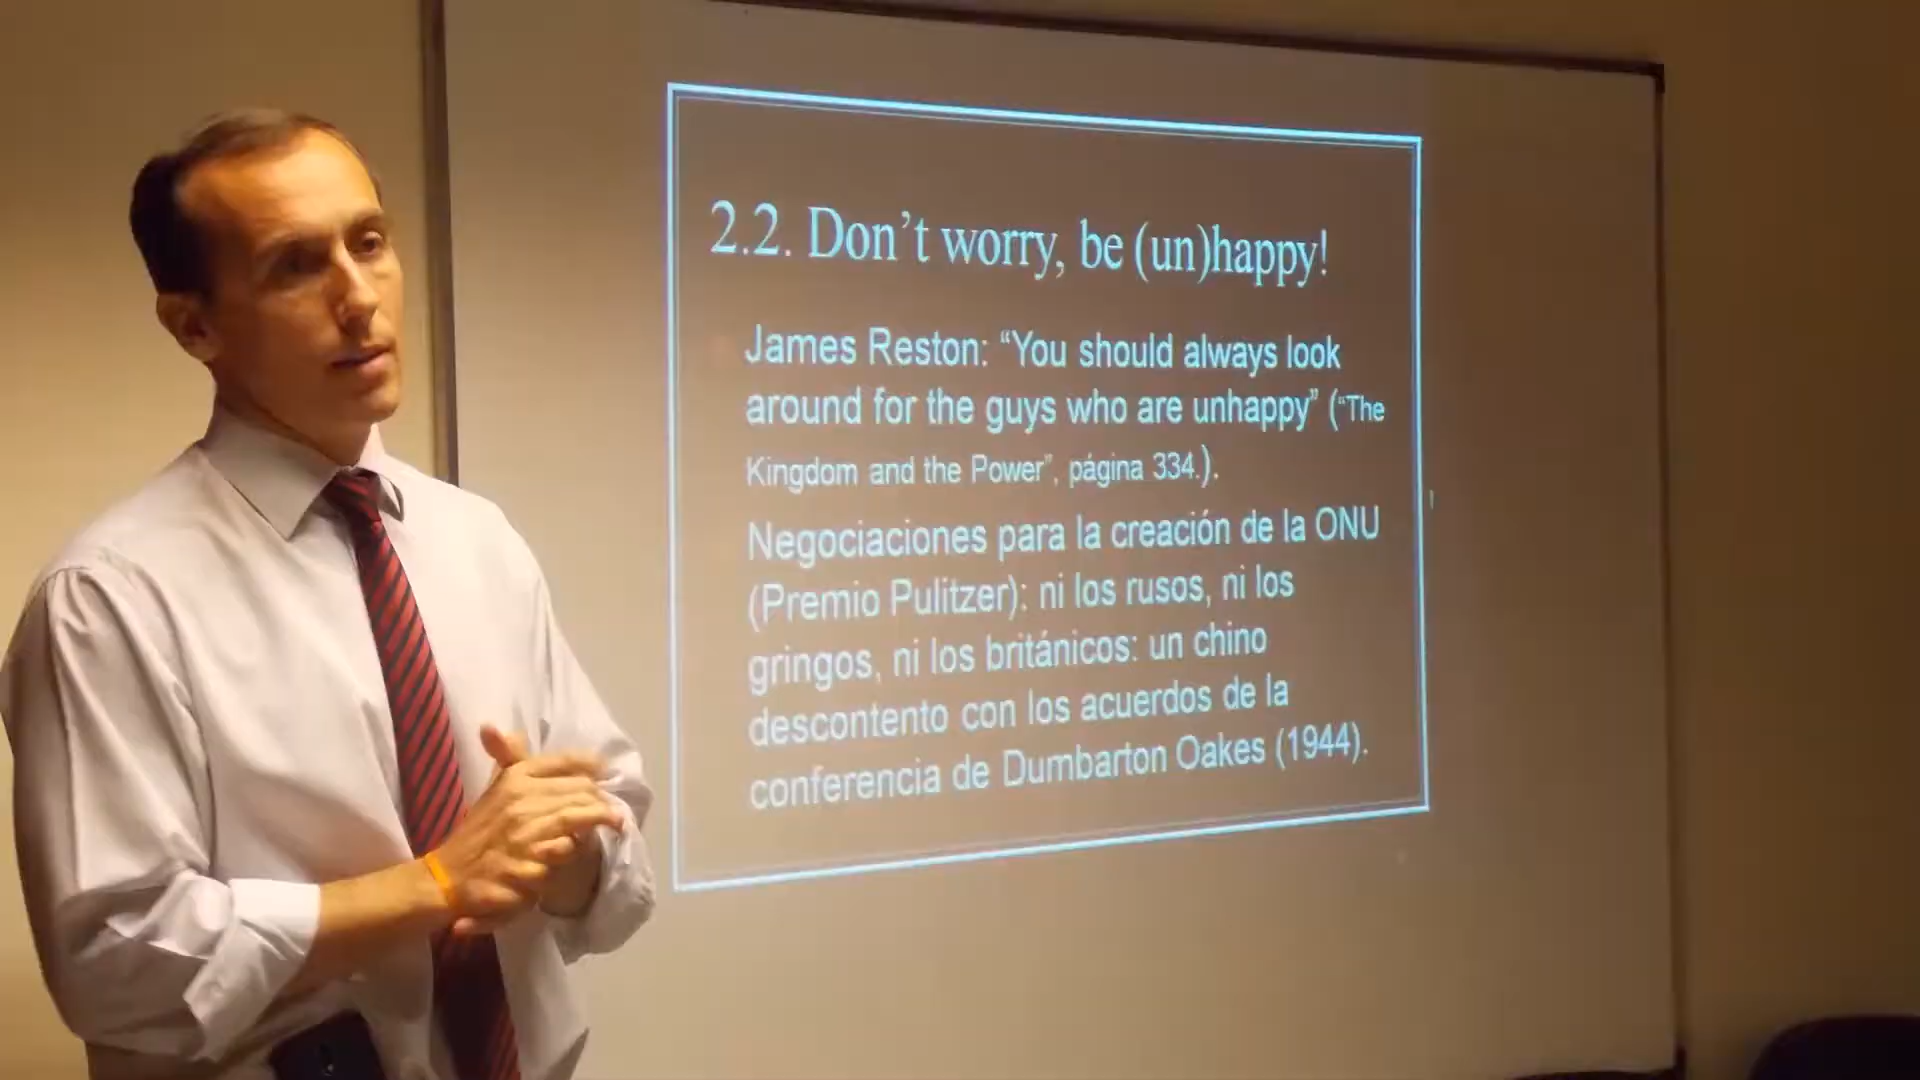 2.2. Don't worry, be (un)happy!
James Reston: “You should always look
around for the guys who are unhappy” (“The
Kingdom and the Power”, página 334.).
Negociaciones para la creación de la ONU
(Premio Pulitzer): ni los rusos, ni los
gringos, ni los británicos: un chino
descontento con los acuerdos de la
conferencia de Dumbarton Oakes (1944).